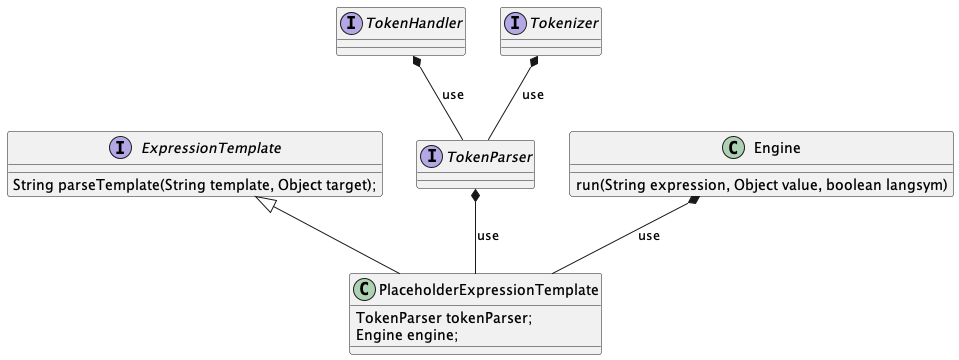 I TokenHandler
I Tokenizer
use
use
I ExpressionTemplate
String parseTemplate(String template, Object target);
I TokenParser
C Engine
run(String expression, Object value, boolean langsym)
use
use
C PlaceholderExpressionTemplate
TokenParser tokenParser;
Engine engine;